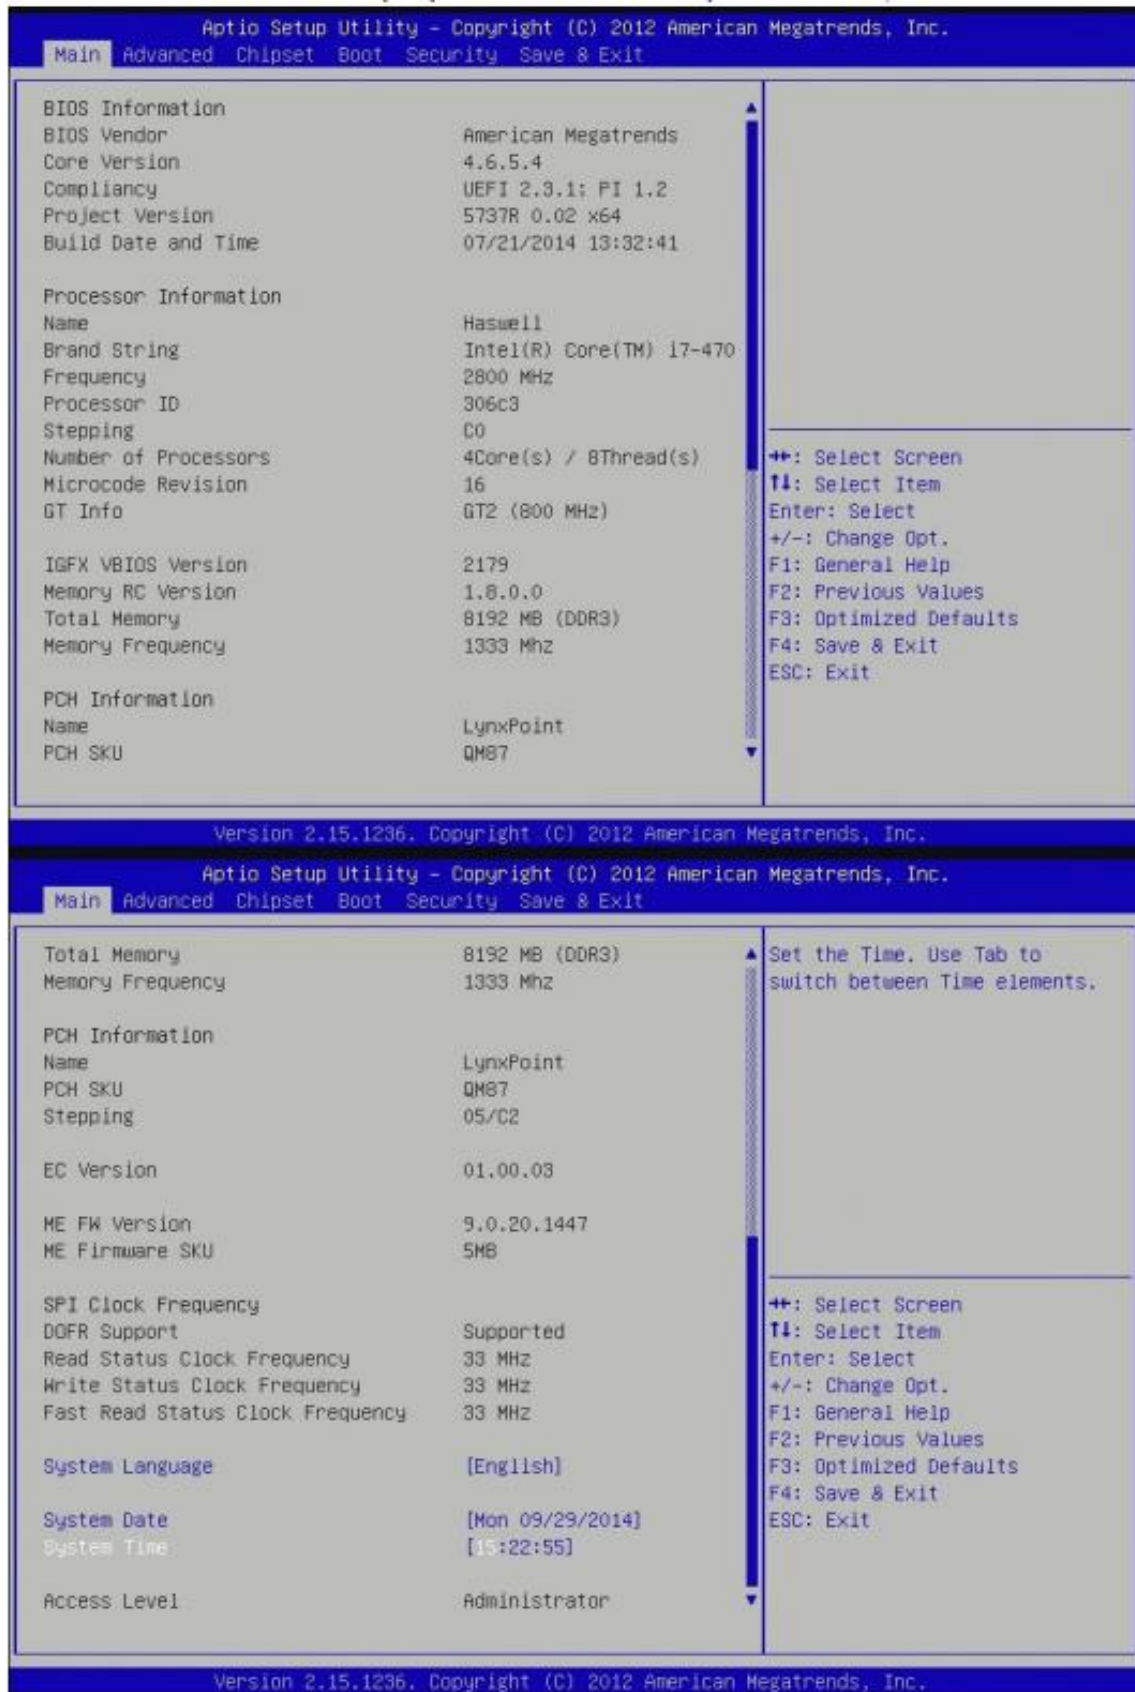 Aptio Setup Utility - Copyright (C) 2012 American Megatrends, Inc.
Main Advanced Chipset Boot Security Save & Exit
BIOS Information
BIOS Vendor American Megatrends
Core Version 4.6.5.4
Compliancy UEFI 2.3.1; PI 1.2
Project Version 5737R 0.02 x64
Build Date and Time 07/21/2014 13:32:41
Processor Information
Name Haswell
Brand String Intel(R) Core(TM) i7-470
Frequency 2800 MHz
Processor ID 306c3
Stepping C0
Number of Processors 4Core(s) / 8Thread(s)
Microcode Revision 16
GT Info GT2 (800 MHz)
IGFX VBIOS Version 2179
Memory RC Version 1.8.0.0
Total Memory 8192 MB (DDR3)
Memory Frequency 1333 Mhz
PCH Information
Name LynxPoint
PCH SKU QM87
→←: Select Screen
↑↓: Select Item
Enter: Select
+/-: Change Opt.
F1: General Help
F2: Previous Values
F3: Optimized Defaults
F4: Save & Exit
ESC: Exit
Version 2.15.1236. Copyright (C) 2012 American Megatrends, Inc.
Aptio Setup Utility - Copyright (C) 2012 American Megatrends, Inc.
Main Advanced Chipset Boot Security Save & Exit
Total Memory 8192 MB (DDR3)
Memory Frequency 1333 Mhz
PCH Information
Name LynxPoint
PCH SKU QM87
Stepping 05/C2
EC Version 01.00.03
ME FW Version 9.0.20.1447
ME Firmware SKU 5MB
SPI Clock Frequency
DOFR Support Supported
Read Status Clock Frequency 33 MHz
Write Status Clock Frequency 33 MHz
Fast Read Status Clock Frequency 33 MHz
System Language [English]
System Date [Mon 09/29/2014]
System Time [15:22:55]
Access Level Administrator
Set the Time. Use Tab to
switch between Time elements.
→←: Select Screen
↑↓: Select Item
Enter: Select
+/-: Change Opt.
F1: General Help
F2: Previous Values
F3: Optimized Defaults
F4: Save & Exit
ESC: Exit
Version 2.15.1236. Copyright (C) 2012 American Megatrends, Inc.